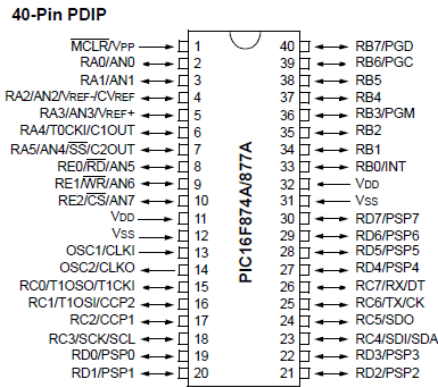 40-Pin PDIP
MCLR/VPP 1 40 RB7/PGD
RA0/AN0 2 39 RB6/PGC
RA1/AN1 3 38 RB5
RA2/AN2/VREF-/CVREF 4 37 RB4
RA3/AN3/VREF+ 5 36 RB3/PGM
RA4/T0CKI/C1OUT 6 35 RB2
RA5/AN4/SS/C2OUT 7 34 RB1
RE0/RD/AN5 8 33 RB0/INT
RE1/WR/AN6 9 32 VDD
RE2/CS/AN7 10 31 VSS
VDD 11 30 RD7/PSP7
VSS 12 29 RD6/PSP6
OSC1/CLKI 13 28 RD5/PSP5
OSC2/CLKO 14 27 RD4/PSP4
RC0/T1OSO/T1CKI 15 26 RC7/RX/DT
RC1/T1OSI/CCP2 16 25 RC6/TX/CK
RC2/CCP1 17 24 RC5/SDO
RC3/SCK/SCL 18 23 RC4/SDI/SDA
RD0/PSP0 19 22 RD3/PSP3
RD1/PSP1 20 21 RD2/PSP2
PIC16F874A/877A